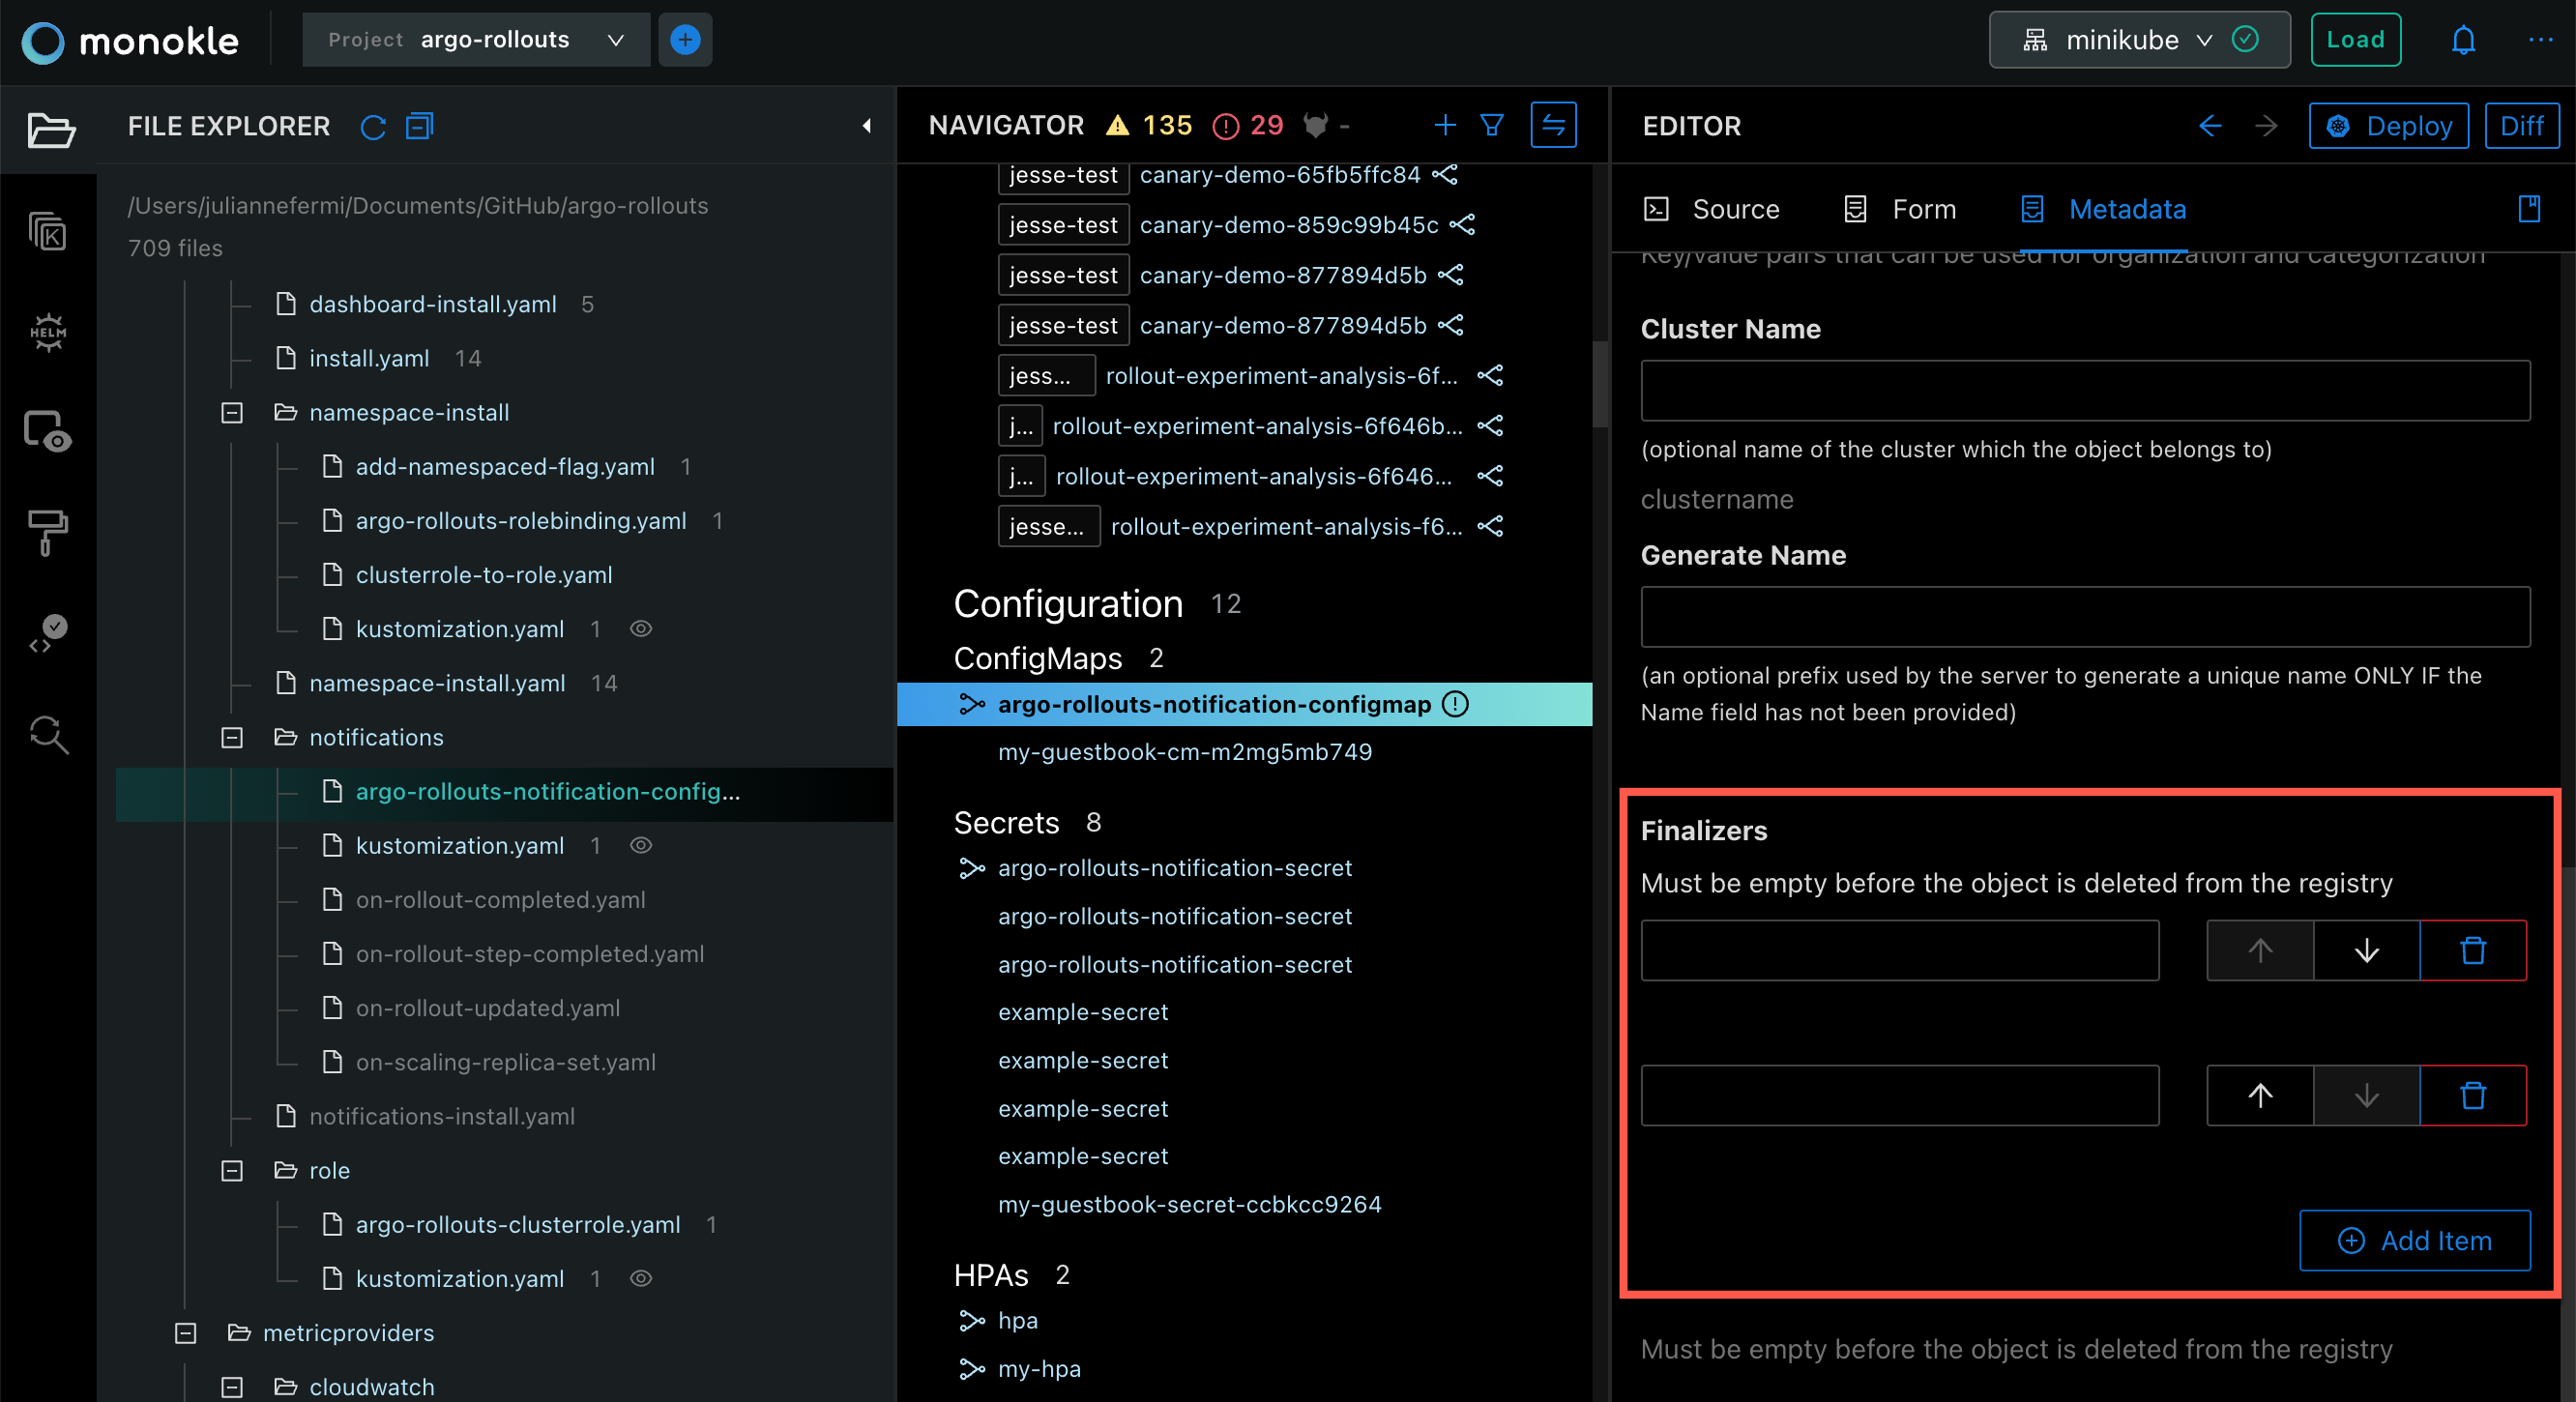 monokle
Project argo-rollouts
minikube
Load
FILE EXPLORER
/Users/juliannefermi/Documents/GitHub/argo-rollouts
709 files
dashboard-install.yaml 5
install.yaml 14
namespace-install
add-namespaced-flag.yaml 1
argo-rollouts-rolebinding.yaml 1
clusterrole-to-role.yaml
kustomization.yaml 1
namespace-install.yaml 14
notifications
argo-rollouts-notification-config...
kustomization.yaml 1
on-rollout-completed.yaml
on-rollout-step-completed.yaml
on-rollout-updated.yaml
on-scaling-replica-set.yaml
notifications-install.yaml
role
argo-rollouts-clusterrole.yaml 1
kustomization.yaml 1
metricproviders
cloudwatch
HELM
NAVIGATOR 135 29 -
jesse-test canary-demo-65fb5ffc84
jesse-test canary-demo-859c99b45c
jesse-test canary-demo-877894d5b
jesse-test canary-demo-877894d5b
jess... rollout-experiment-analysis-6f...
j... rollout-experiment-analysis-6f646b...
j... rollout-experiment-analysis-6f646...
jesse... rollout-experiment-analysis-f6...
Configuration 12
ConfigMaps 2
argo-rollouts-notification-configmap
my-guestbook-cm-m2mg5mb749
Secrets 8
argo-rollouts-notification-secret
argo-rollouts-notification-secret
argo-rollouts-notification-secret
example-secret
example-secret
example-secret
example-secret
my-guestbook-secret-ccbkcc9264
HPAs 2
hpa
my-hpa
EDITOR
Deploy
Diff
Source Form Metadata
Key/value pairs that can be used for organization and categorization
Cluster Name
(optional name of the cluster which the object belongs to)
clustername
Generate Name
(an optional prefix used by the server to generate a unique name ONLY IF the
Name field has not been provided)
Finalizers
Must be empty before the object is deleted from the registry
Add Item
Must be empty before the object is deleted from the registry